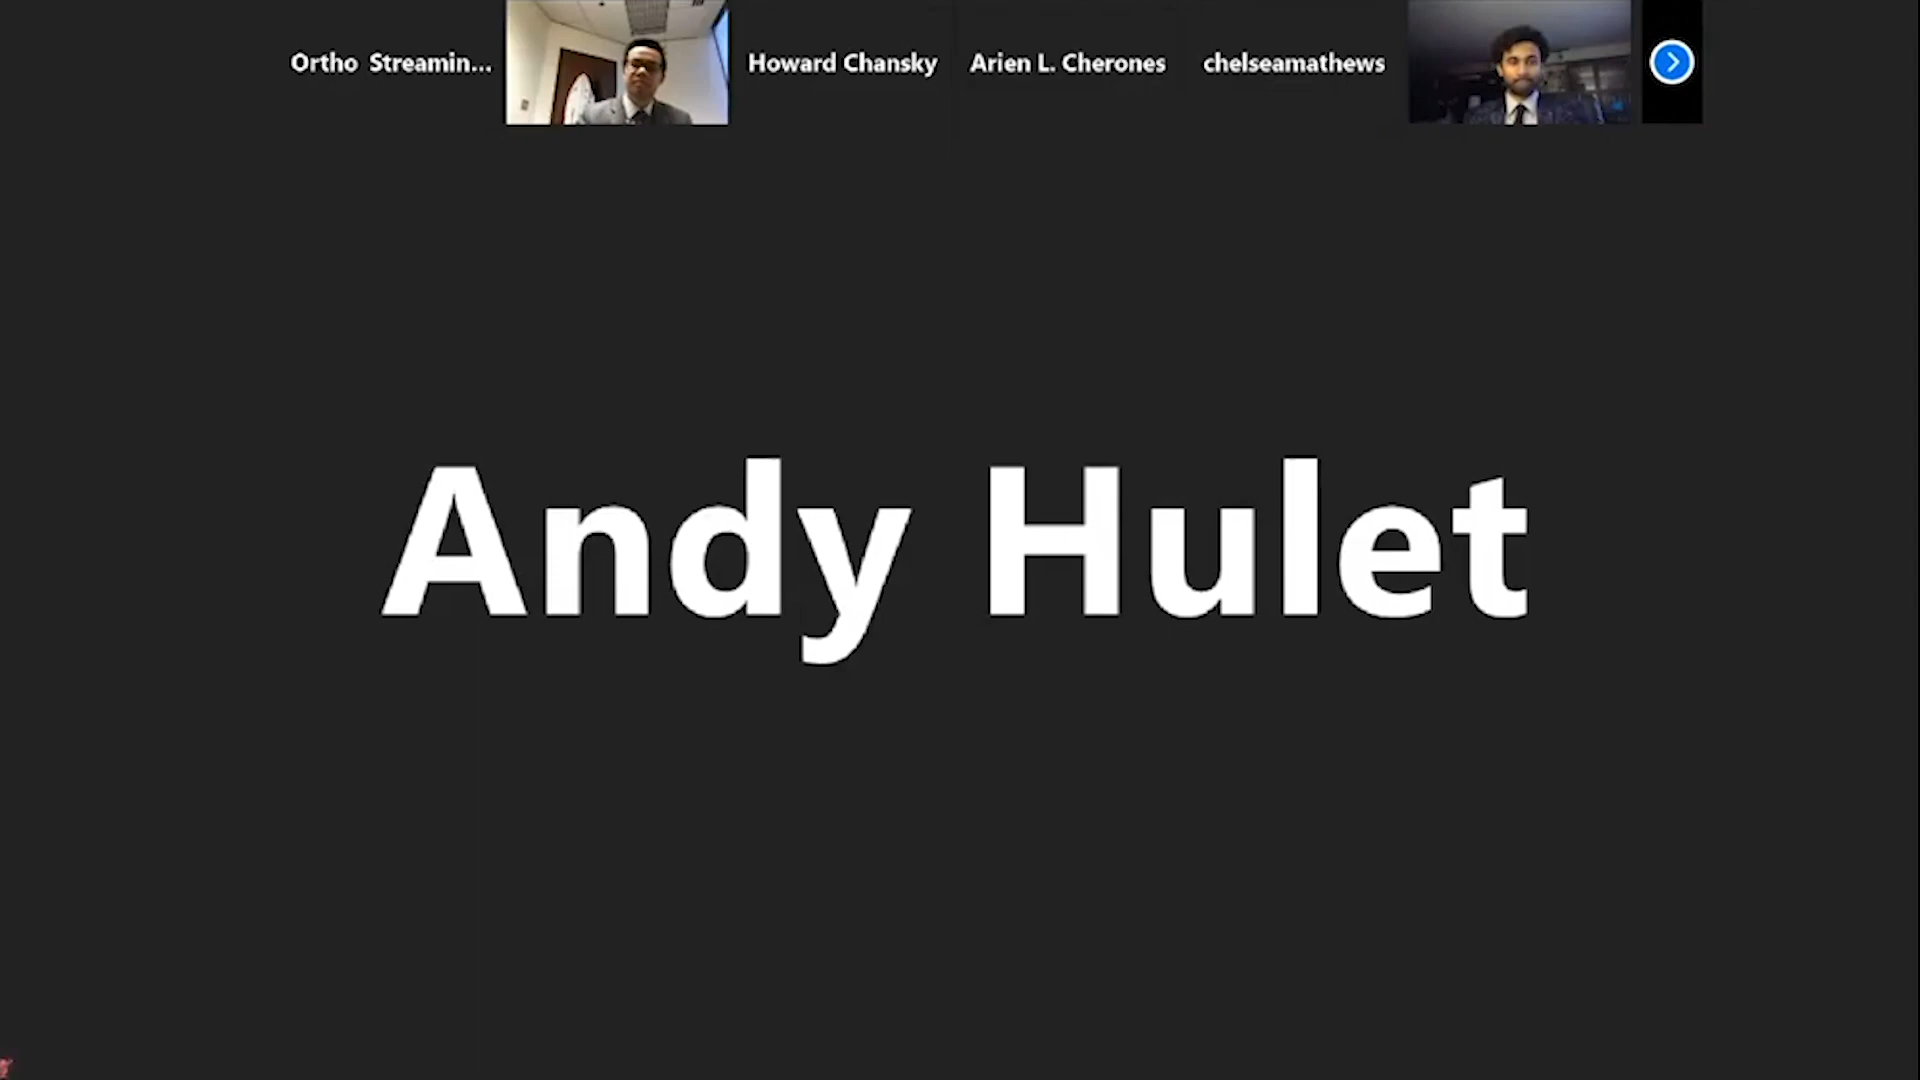 Ortho Streamin...
Howard Chansky
Arien L. Cherones
chelseamathews
Andy Hulet